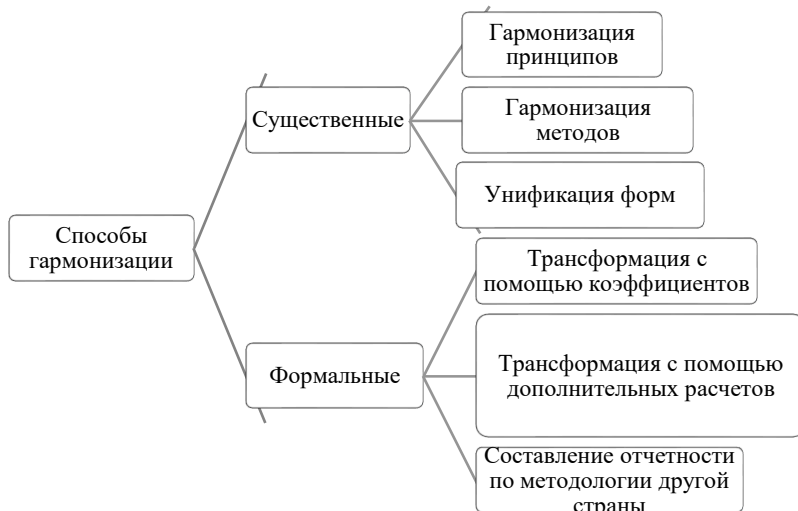 Способы
гармонизации
Существенные
Гармонизация
принципов
Гармонизация
методов
Унификация форм
Формальные
Трансформация с
помощью коэффициентов
Трансформация с помощью
дополнительных расчетов
Составление отчетности
по методологии другой
страны